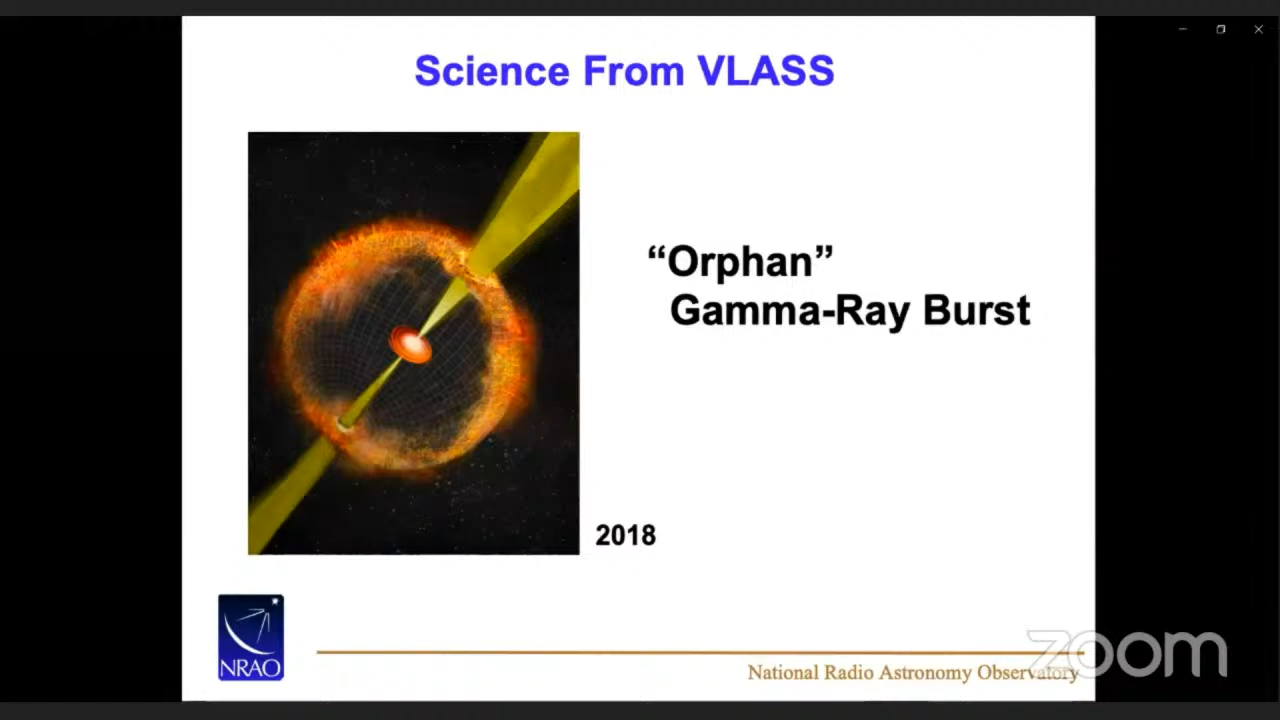 Science From VLASS
“Orphan”
Gamma-Ray Burst
2018
NRAO
National Radio Astronomy Observatory
zoom